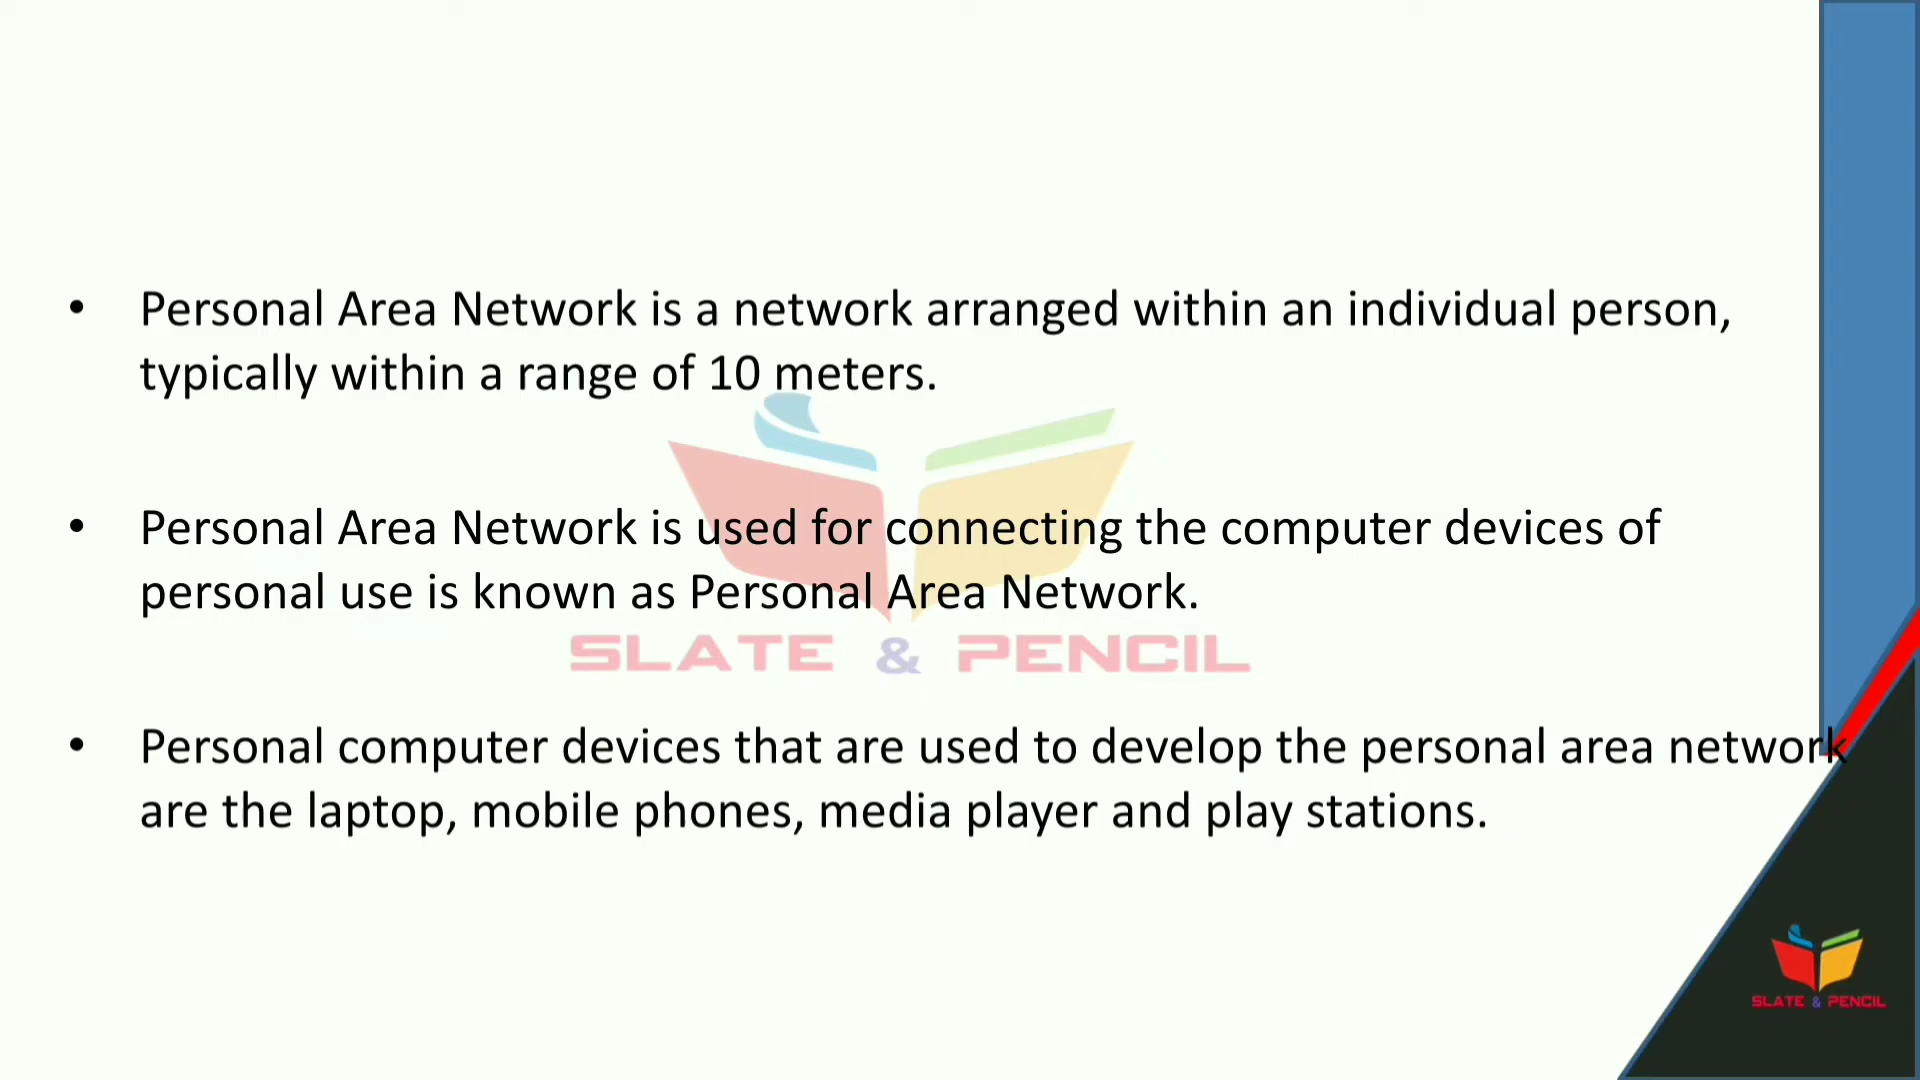 • Personal Area Network is a network arranged within an individual person,
typically within a range of 10 meters.
• Personal Area Network is used for connecting the computer devices of
personal use is known as Personal Area Network.
SLATE & PENCIL
• Personal computer devices that are used to develop the personal area network
are the laptop, mobile phones, media player and play stations.
SLATE & PENCIL